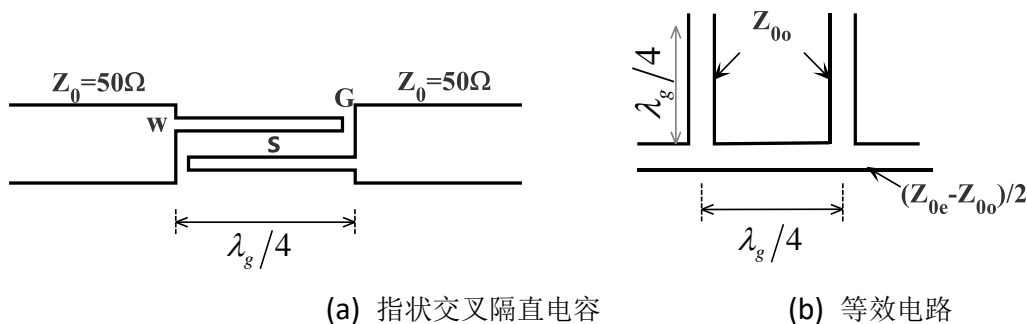 Z₀=50Ω
Z₀=50Ω
G
w
s
λg/4
(a) 指状交叉隔直电容
Z₀ₒ
λg/4
(Z₀ₑ-Z₀ₒ)/2
λg/4
(b) 等效电路